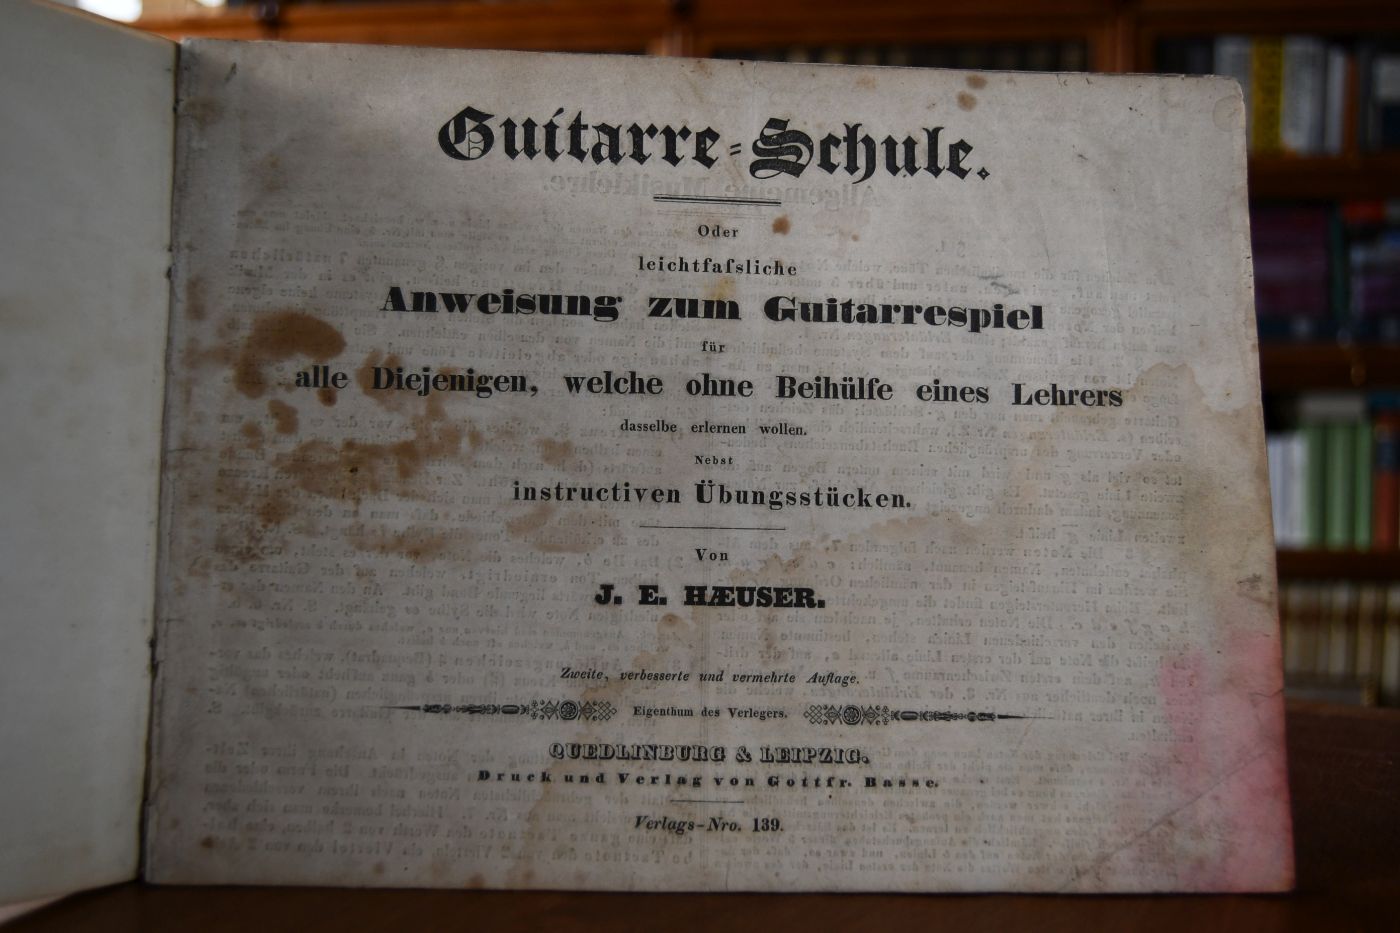 Guitarre-Schule.
Oder
leichtfaſsliche
Anweisung zum Guitarrespiel
für
alle Diejenigen, welche ohne Beihülfe eines Lehrers
dasselbe erlernen wollen.
Nebst
instructiven Übungsstücken.
Von
J. E. HÆUSER.
Zweite, verbesserte und vermehrte Auflage.
Eigenthum des Verlegers.
QUEDLINBURG & LEIPZIG.
Druck und Verlag von Gottfr. Basse.
Verlags-Nro. 139.